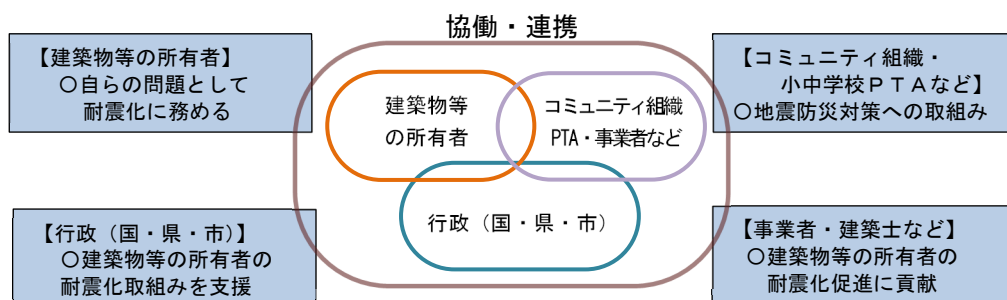 協働・連携
【建築物等の所有者】
〇自らの問題として
耐震化に務める
建築物等
の所有者
コミュニティ組織
PTA・事業者など
【コミュニティ組織・
小中学校ＰＴＡなど】
〇地震防災対策への取組み
行政（国・県・市）
【行政（国・県・市）】
〇建築物等の所有者の
耐震化取組みを支援
【事業者・建築士など】
〇建築物等の所有者の
耐震化促進に貢献